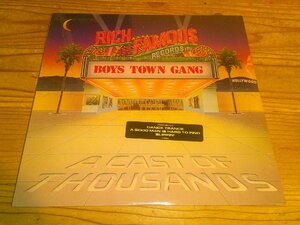 RICH
FAMOUS
RECORDS
BOYS TOWN GANG
HOLLYWOOD
DANCE TRANCE
A GOOD MAN IS HARD TO FIND
SLIPPIN'
A CAST OF
THOUSANDS